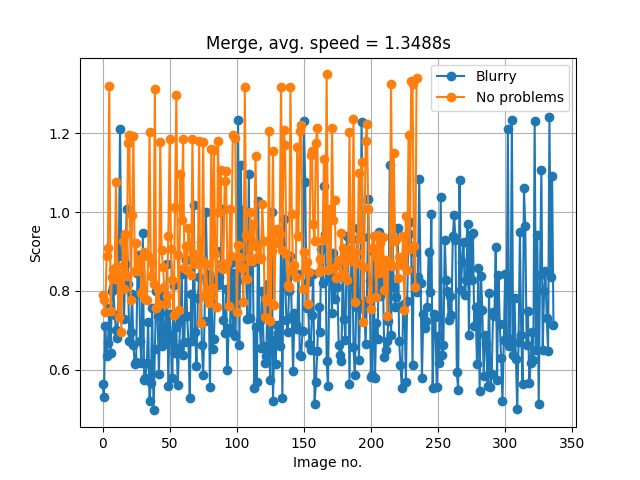 Merge, avg. speed = 1.3488s
Blurry
No problems
Score
1.2
1.0
0.8
0.6
0 50 100 150 200 250 300 350
Image no.